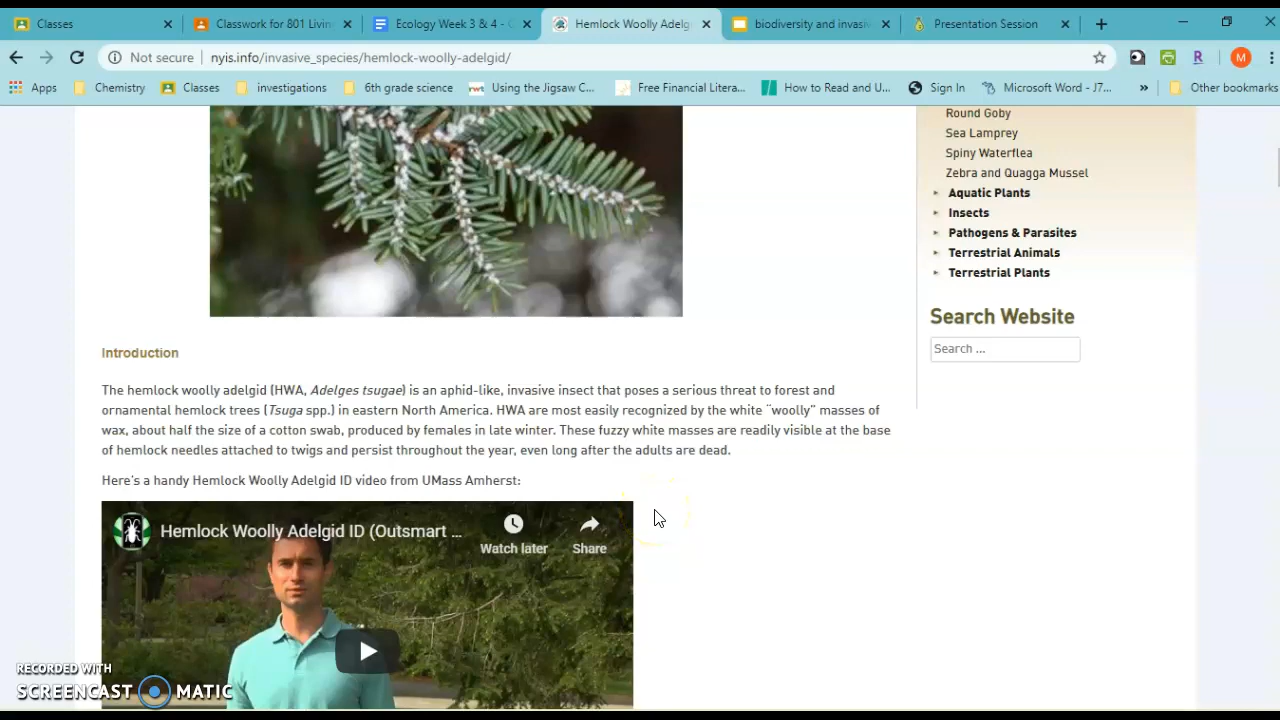 Classes
Classwork for 801 Livin
Ecology Week 3 & 4 - C
Hemlock Woolly Adelg
biodiversity and invasiv
Presentation Session
Not secure nyis.info/invasive_species/hemlock-woolly-adelgid/
M
Apps Chemistry Classes investigations 6th grade science rwt Using the Jigsaw C... Free Financial Litera... How to Read and U... Sign In Microsoft Word - J7... » Other bookmarks
Round Goby
Sea Lamprey
Spiny Waterflea
Zebra and Quagga Mussel
Aquatic Plants
Insects
Pathogens & Parasites
Terrestrial Animals
Terrestrial Plants
Search Website
Search ...
Introduction
The hemlock woolly adelgid (HWA, Adelges tsugae) is an aphid-like, invasive insect that poses a serious threat to forest and
ornamental hemlock trees (Tsuga spp.) in eastern North America. HWA are most easily recognized by the white ¨woolly” masses of
wax, about half the size of a cotton swab, produced by females in late winter. These fuzzy white masses are readily visible at the base
of hemlock needles attached to twigs and persist throughout the year, even long after the adults are dead.
Here's a handy Hemlock Woolly Adelgid ID video from UMass Amherst:
Hemlock Woolly Adelgid ID (Outsmart ...
Watch later
Share
RECORDED WITH
SCREENCAST MATIC